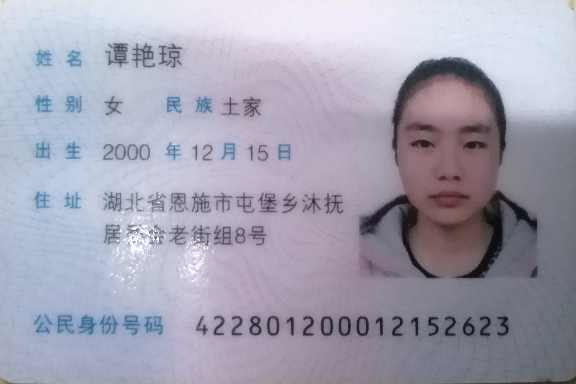 姓名 谭艳琼
性别 女 民族 土家
出生 2000 年 12 月 15 日
住址 湖北省恩施市屯堡乡沐抚
居会老街组8号
公民身份号码 422801200012152623